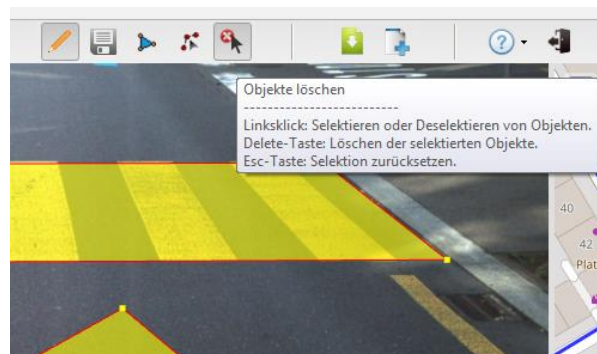 Objekte löschen
--------------------------
Linksklick: Selektieren oder Deselektieren von Objekten.
Delete-Taste: Löschen der selektierten Objekte.
Esc-Taste: Selektion zurücksetzen.
40
42
Plat